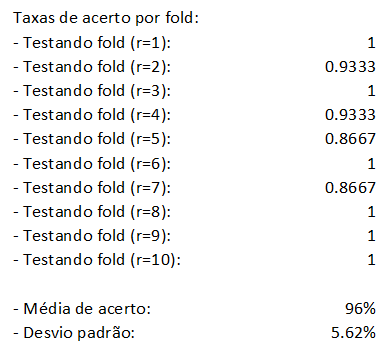 Taxas de acerto por fold:
- Testando fold (r=1): 1
- Testando fold (r=2): 0.9333
- Testando fold (r=3): 1
- Testando fold (r=4): 0.9333
- Testando fold (r=5): 0.8667
- Testando fold (r=6): 1
- Testando fold (r=7): 0.8667
- Testando fold (r=8): 1
- Testando fold (r=9): 1
- Testando fold (r=10): 1
- Média de acerto: 96%
- Desvio padrão: 5.62%